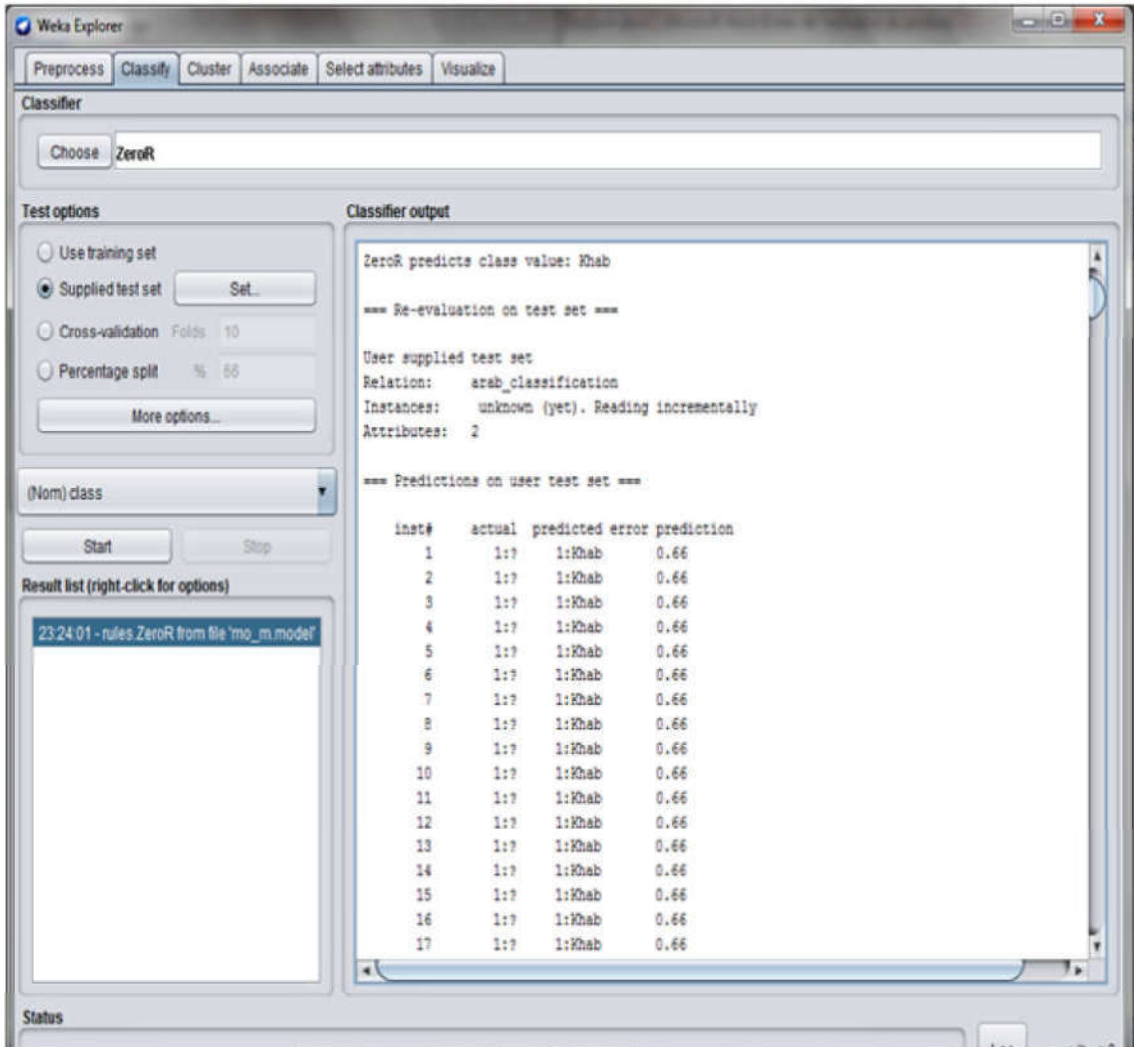 Weka Explorer
Preprocess Classify Cluster Associate Select attributes Visualize
Classifier
Choose ZeroR
Test options
Use training set
Supplied test set Set...
Cross-validation Folds 10
Percentage split % 66
More options...
(Nom) class
Start Stop
Result list (right-click for options)
23:24:01 - rules.ZeroR from file 'mo_m.model'
Classifier output
ZeroR predicts class value: Khab
=== Re-evaluation on test set ===
User supplied test set
Relation: arab_classification
Instances: unknown (yet). Reading incrementally
Attributes: 2
=== Predictions on user test set ===
inst# actual predicted error prediction
1 1:? 1:Khab 0.66
2 1:? 1:Khab 0.66
3 1:? 1:Khab 0.66
4 1:? 1:Khab 0.66
5 1:? 1:Khab 0.66
6 1:? 1:Khab 0.66
7 1:? 1:Khab 0.66
8 1:? 1:Khab 0.66
9 1:? 1:Khab 0.66
10 1:? 1:Khab 0.66
11 1:? 1:Khab 0.66
12 1:? 1:Khab 0.66
13 1:? 1:Khab 0.66
14 1:? 1:Khab 0.66
15 1:? 1:Khab 0.66
16 1:? 1:Khab 0.66
17 1:? 1:Khab 0.66
Status